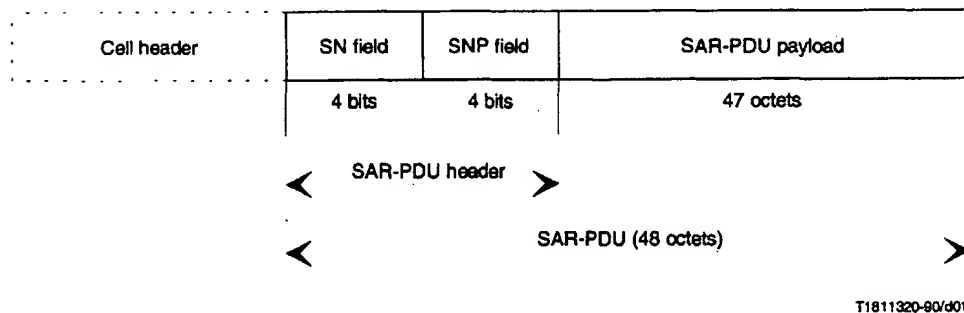 Cell header SN field SNP field SAR-PDU payload
4 bits 4 bits 47 octets
SAR-PDU header
SAR-PDU (48 octets)
T1811320-90/d01